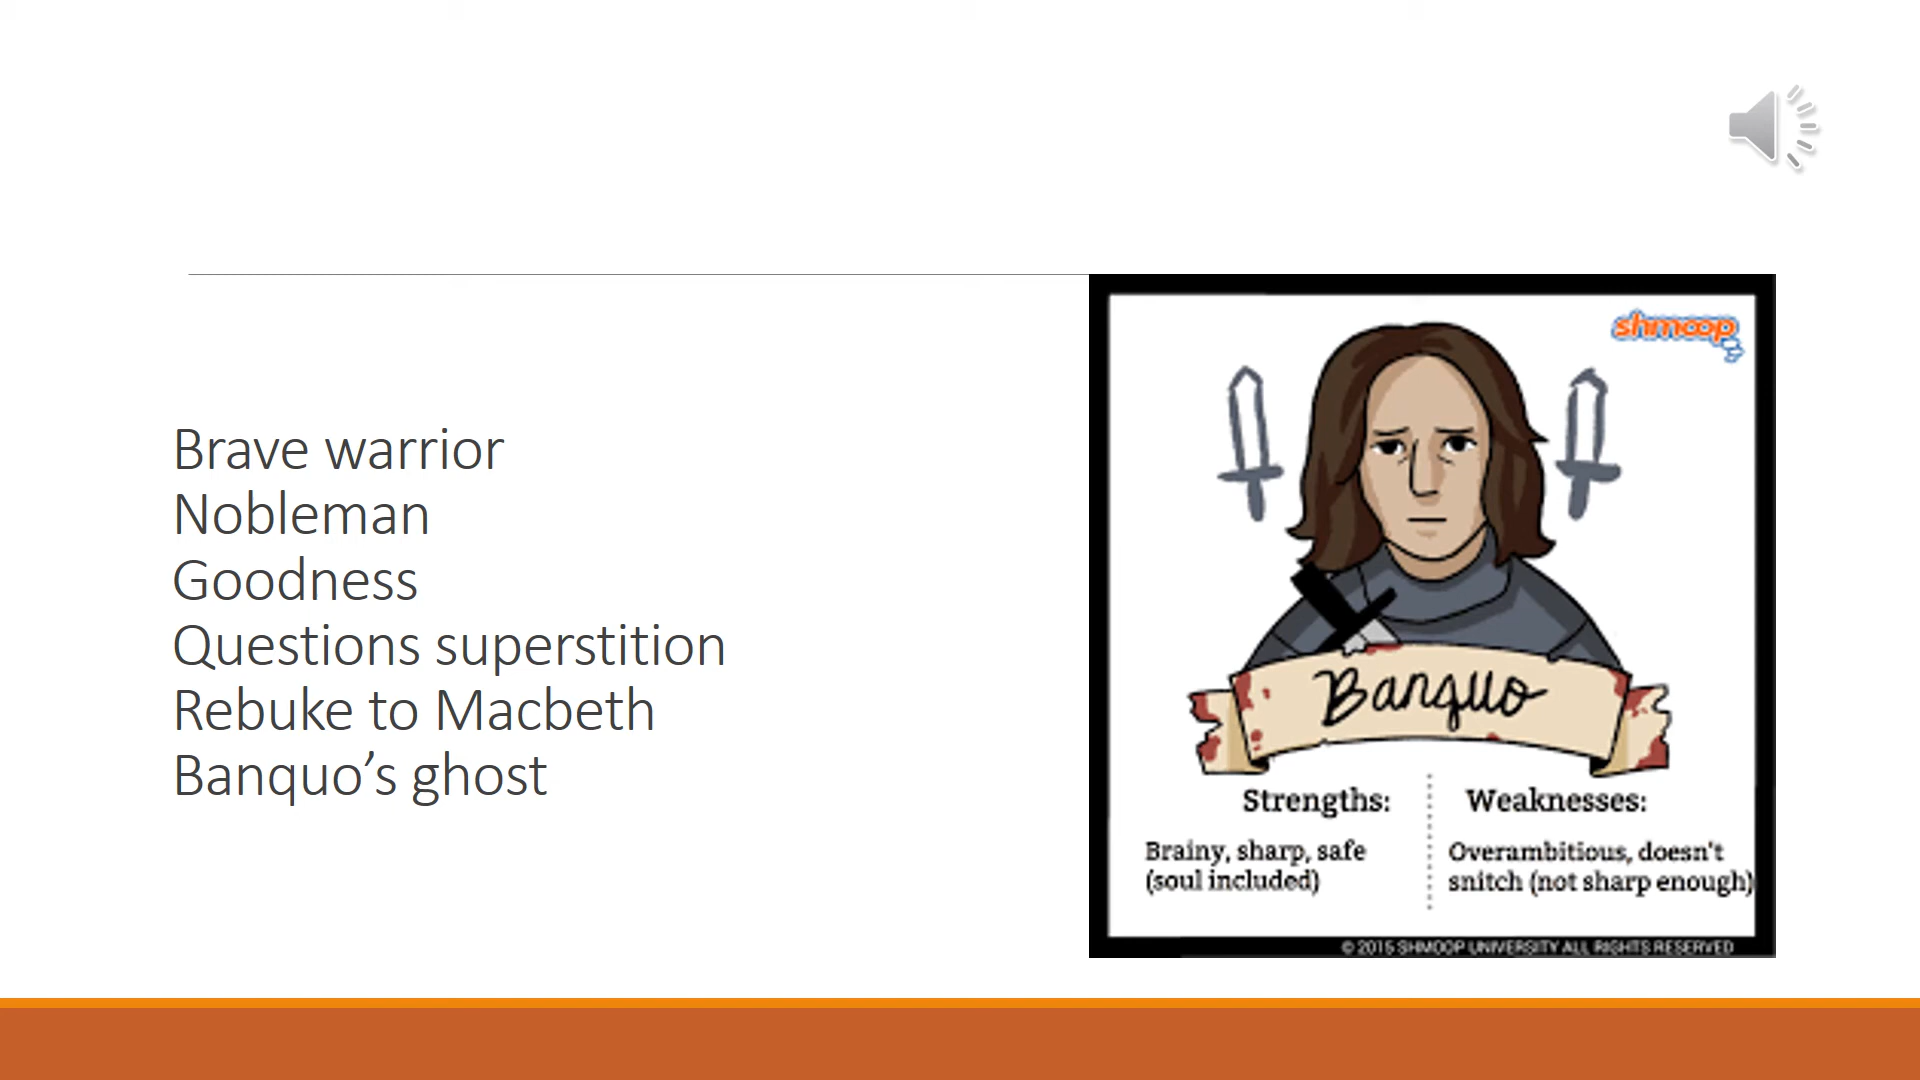 Brave warrior
Nobleman
Goodness
Questions superstition
Rebuke to Macbeth
Banquo’s ghost
shmoop
Banquo
Strengths:
Brainy, sharp, safe
(soul included)
Weaknesses:
Overambitious, doesn't
snitch (not sharp enough)
© 2015 SHMOOP UNIVERSITY ALL RIGHTS RESERVED